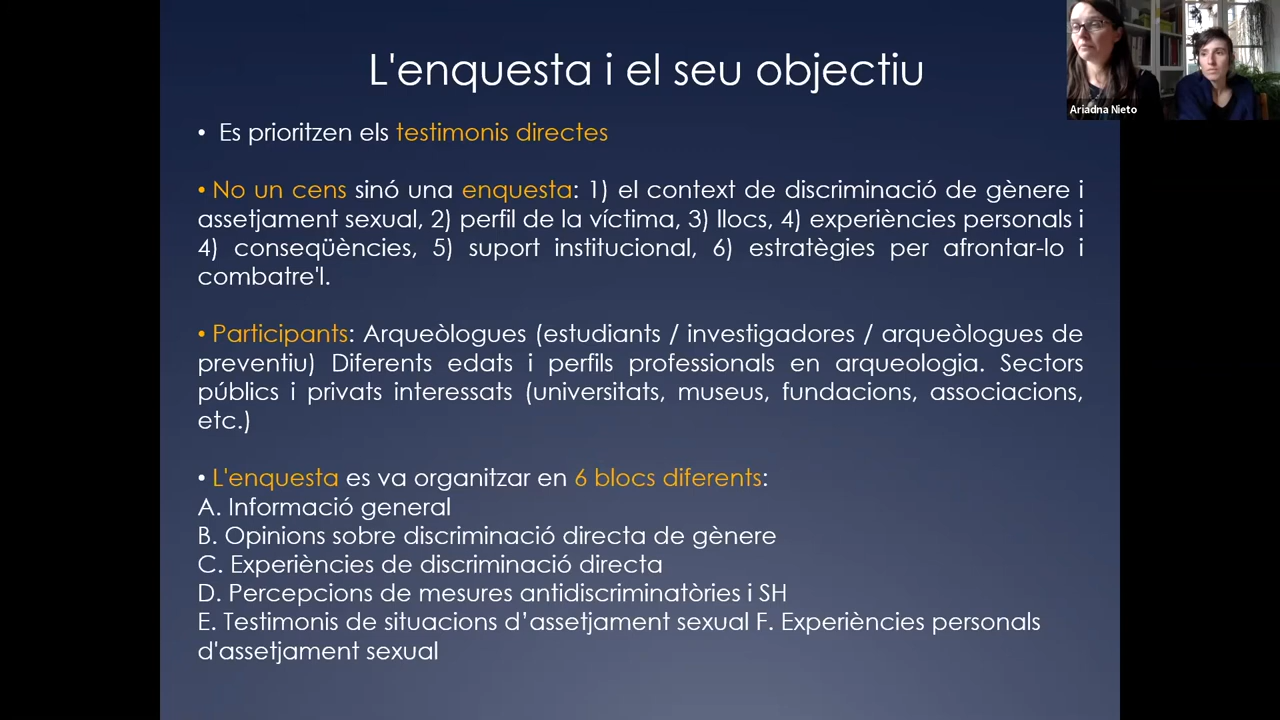 L'enquesta i el seu objectiu
Ariadna Nieto
• Es prioritzen els testimonis directes
• No un cens sinó una enquesta: 1) el context de discriminació de gènere i
assetjament sexual, 2) perfil de la víctima, 3) llocs, 4) experiències personals i
4) conseqüències, 5) suport institucional, 6) estratègies per afrontar-lo i
combatre'l.
• Participants: Arqueòlogues (estudiants / investigadores / arqueòlogues de
preventiu) Diferents edats i perfils professionals en arqueologia. Sectors
públics i privats interessats (universitats, museus, fundacions, associacions,
etc.)
• L'enquesta es va organitzar en 6 blocs diferents:
A. Informació general
B. Opinions sobre discriminació directa de gènere
C. Experiències de discriminació directa
D. Percepcions de mesures antidiscriminatòries i SH
E. Testimonis de situacions d’assetjament sexual F. Experiències personals
d'assetjament sexual